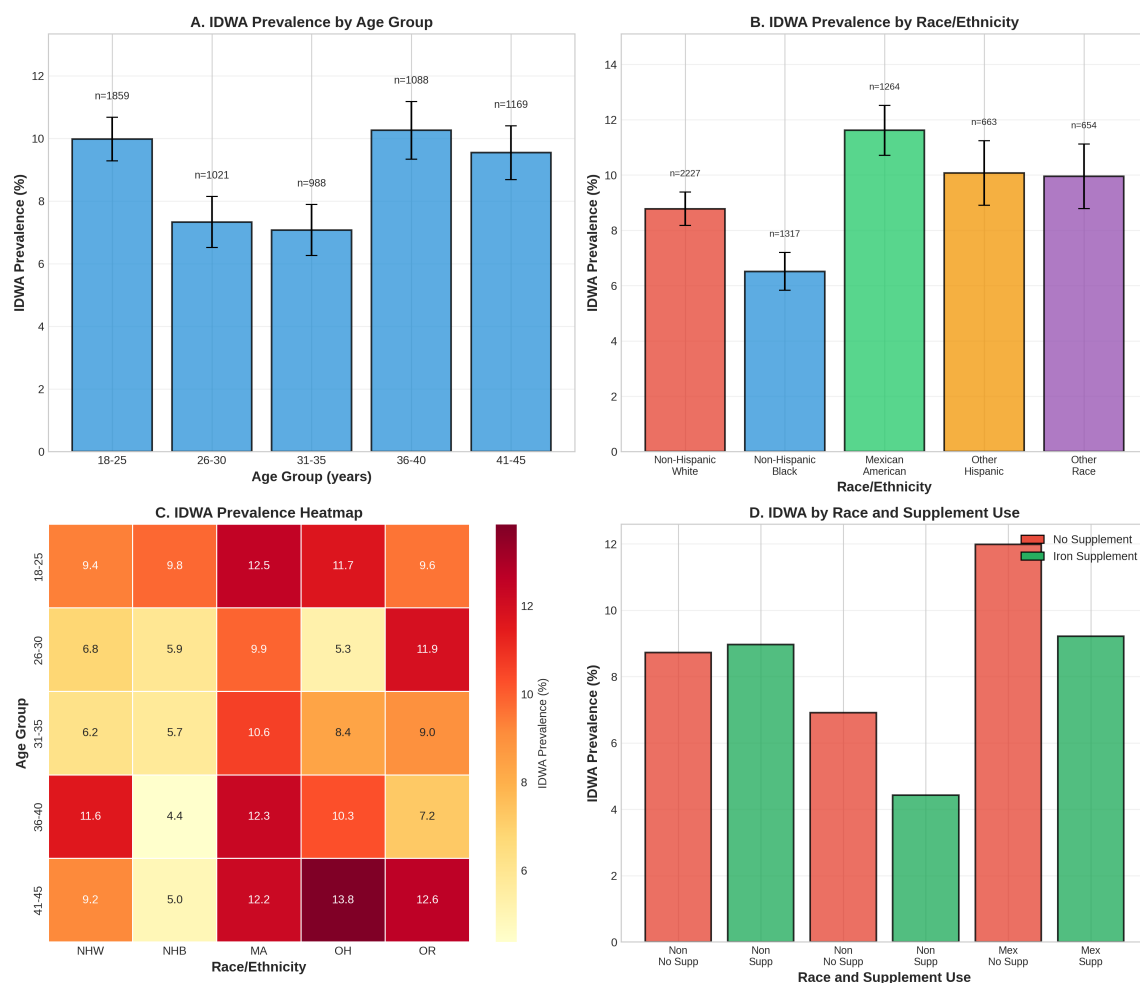 A. IDWA Prevalence by Age Group
IDWA Prevalence (%)
12
10
8
6
4
2
0
n=1859
n=1021
n=988
n=1088
n=1169
18-25
26-30
31-35
36-40
41-45
Age Group (years)
B. IDWA Prevalence by Race/Ethnicity
IDWA Prevalence (%)
14
12
10
8
6
4
2
0
n=2227
n=1317
n=1264
n=663
n=654
Non-Hispanic
White
Non-Hispanic
Black
Mexican
American
Other
Hispanic
Other
Race
Race/Ethnicity
C. IDWA Prevalence Heatmap
Age Group
18-25
9.4 9.8 12.5 11.7 9.6
26-30
6.8 5.9 9.9 5.3 11.9
31-35
6.2 5.7 10.6 8.4 9.0
36-40
11.6 4.4 12.3 10.3 7.2
41-45
9.2 5.0 12.2 13.8 12.6
NHW NHB MA OH OR
Race/Ethnicity
12
10
8
6
IDWA Prevalence (%)
D. IDWA by Race and Supplement Use
IDWA Prevalence (%)
12
10
8
6
4
2
0
No Supplement
Iron Supplement
Non
No Supp
Non
Supp
Non
No Supp
Non
Supp
Mex
No Supp
Mex
Supp
Race and Supplement Use